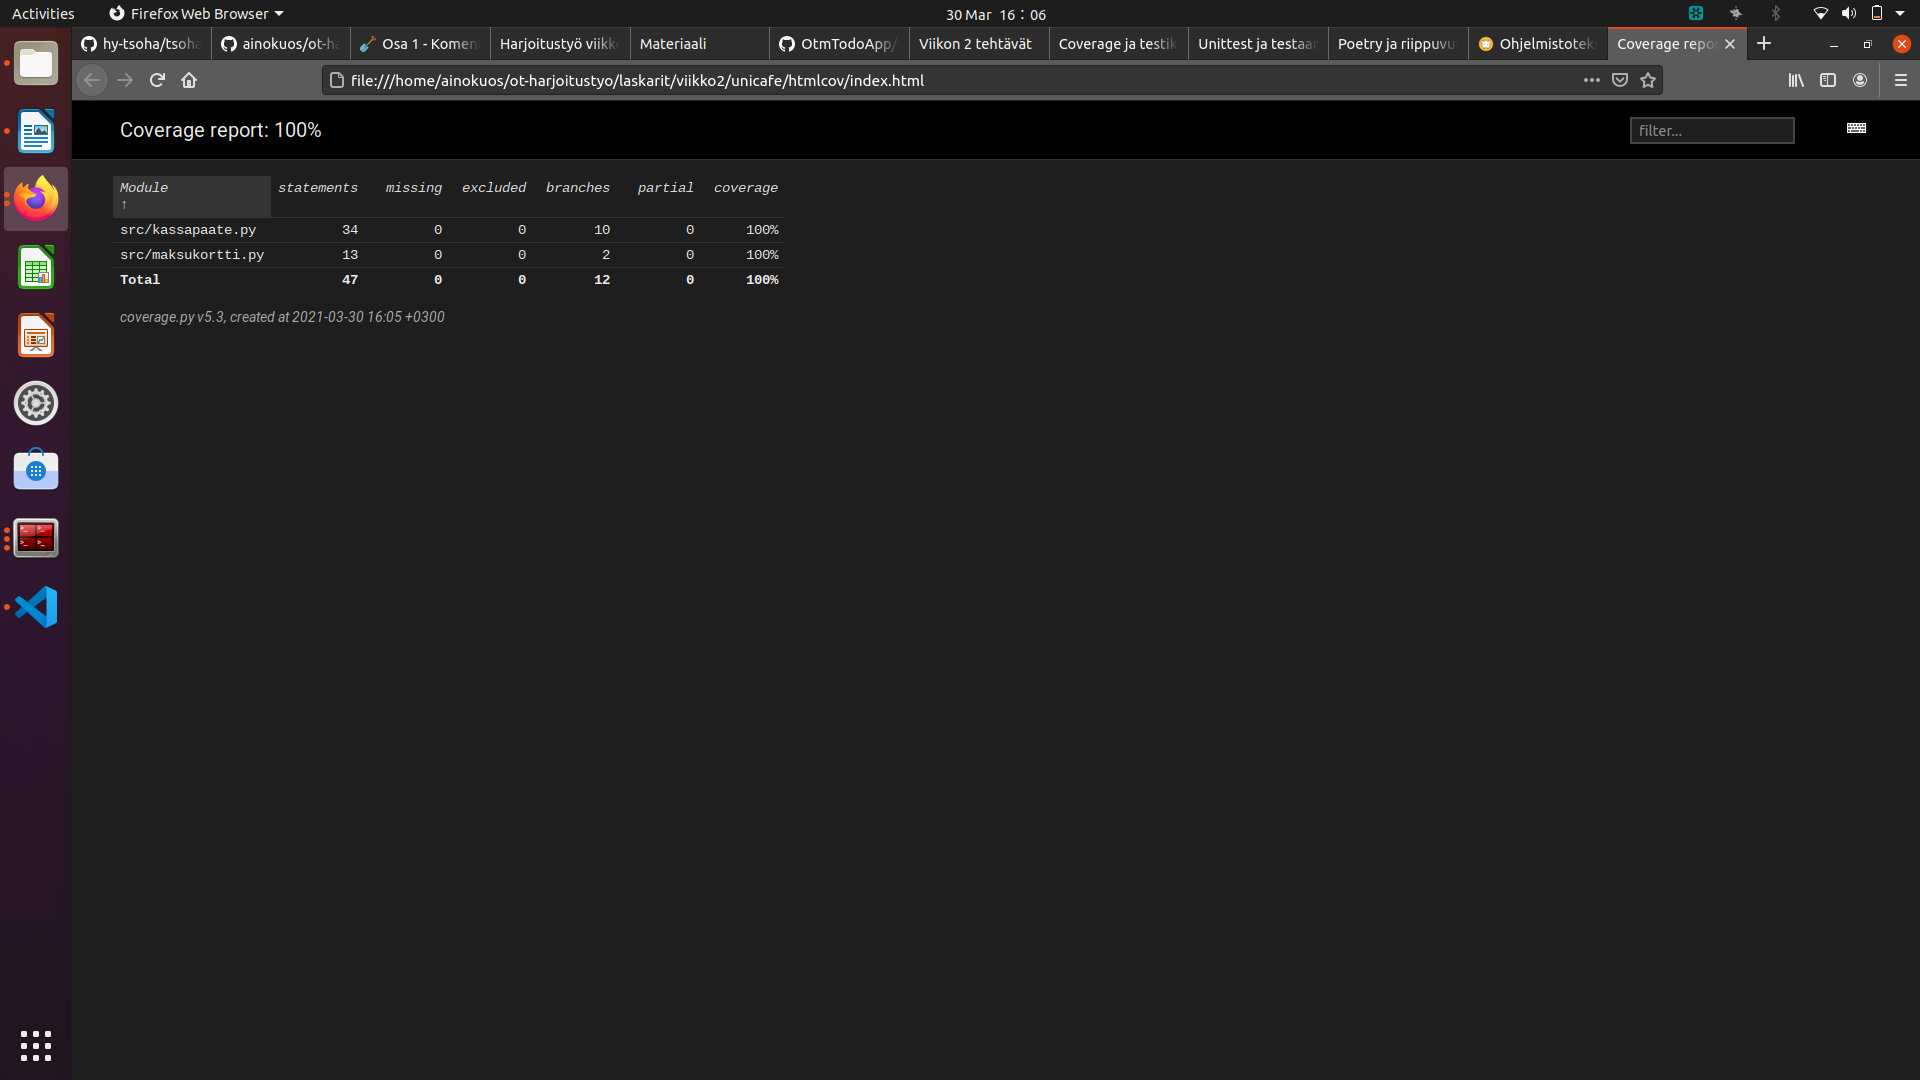 Activities Firefox Web Browser 30 Mar 16 : 06
hy-tsoha/tsoha ainokuos/ot-ha Osa 1 - Komen Harjoitustyö viikko Materiaali OtmTodoApp/ Viikon 2 tehtävät Coverage ja testik Unittest ja testaan Poetry ja riippuvu Ohjelmistotek Coverage repor
file:///home/ainokuos/ot-harjoitustyo/laskarit/viikko2/unicafe/htmlcov/index.html
Coverage report: 100% filter...
Module ↑ statements missing excluded branches partial coverage
src/kassapaate.py 34 0 0 10 0 100%
src/maksukortti.py 13 0 0 2 0 100%
Total 47 0 0 12 0 100%
coverage.py v5.3, created at 2021-03-30 16:05 +0300